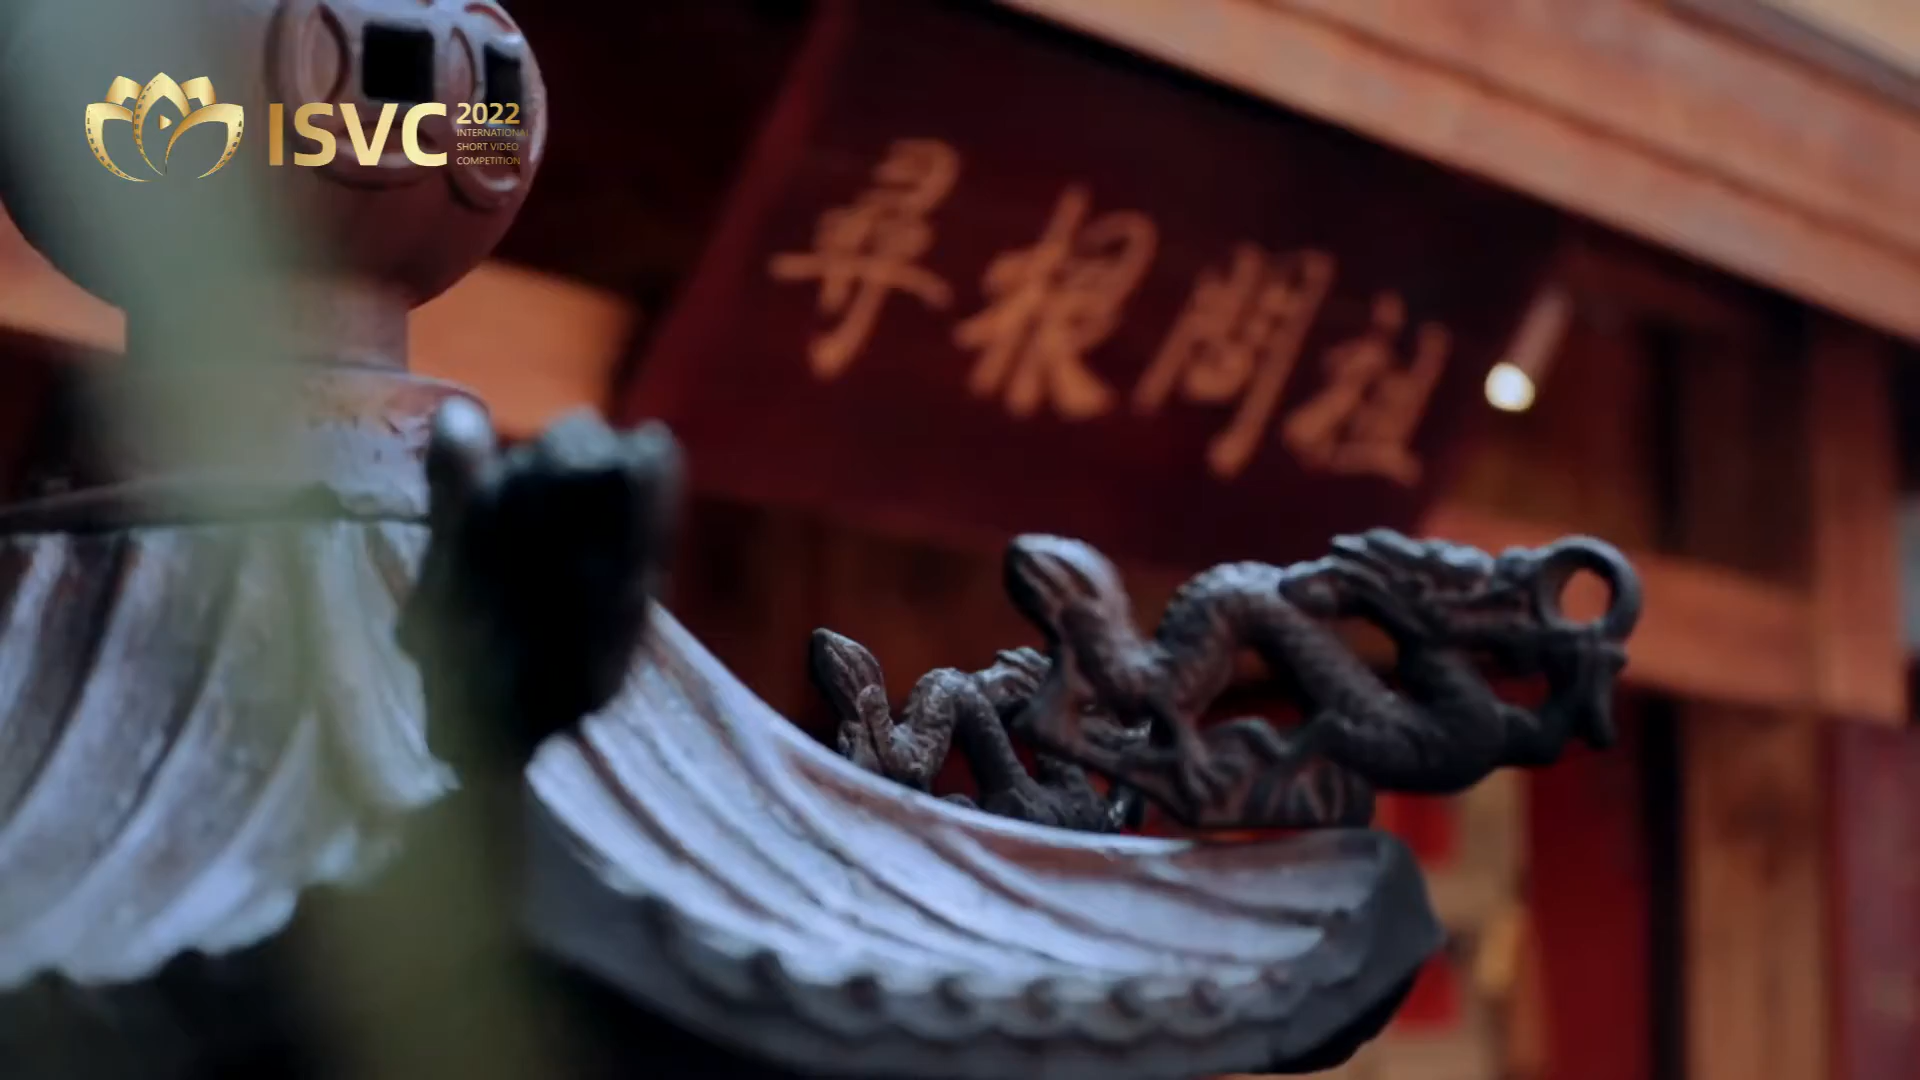 ISVC
2022
INTERNATIONAL
SHORT VIDEO
COMPETITION
尋根問祖